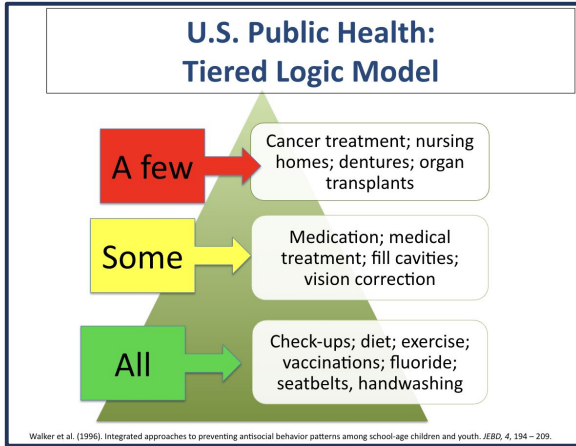 U.S. Public Health:
Tiered Logic Model
A few
Cancer treatment; nursing
homes; dentures; organ
transplants
Some
Medication; medical
treatment; fill cavities;
vision correction
All
Check-ups; diet; exercise;
vaccinations; fluoride;
seatbelts, handwashing
Walker et al. (1996). Integrated approaches to preventing antisocial behavior patterns among school-age children and youth. JEBD, 4, 194 – 209.